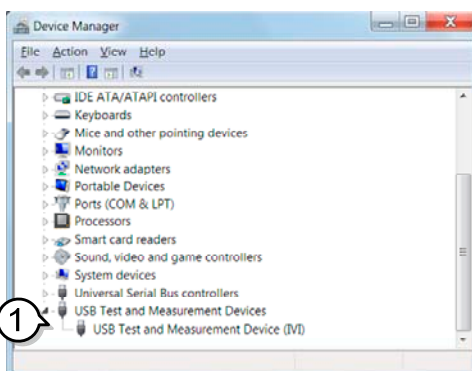 Device Manager
File Action View Help
IDE ATA/ATAPI controllers
Keyboards
Mice and other pointing devices
Monitors
Network adapters
Portable Devices
Ports (COM & LPT)
Processors
Smart card readers
Sound, video and game controllers
System devices
Universal Serial Bus controllers
1
USB Test and Measurement Devices
USB Test and Measurement Device (IVI)